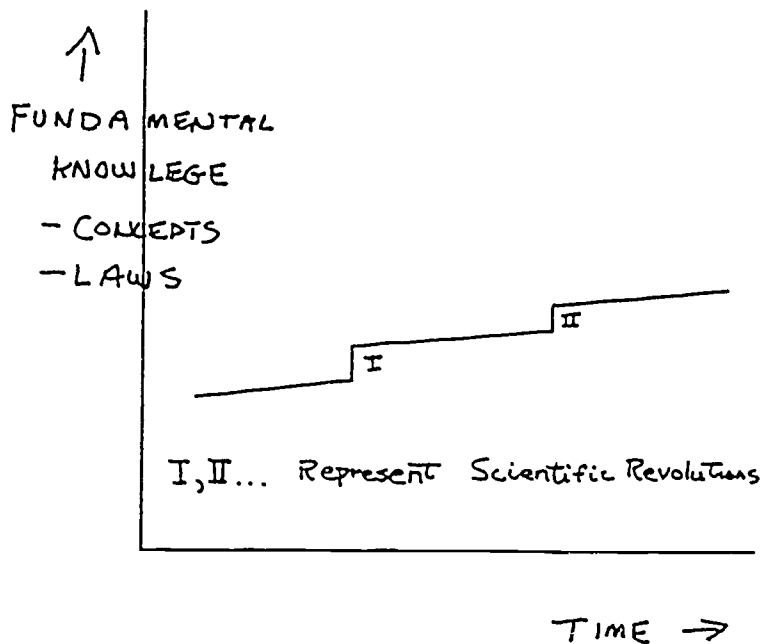 FUNDAMENTAL
KNOWLEGE
- CONCEPTS
- LAWS
I
II
I, II... Represent Scientific Revolutions
TIME →